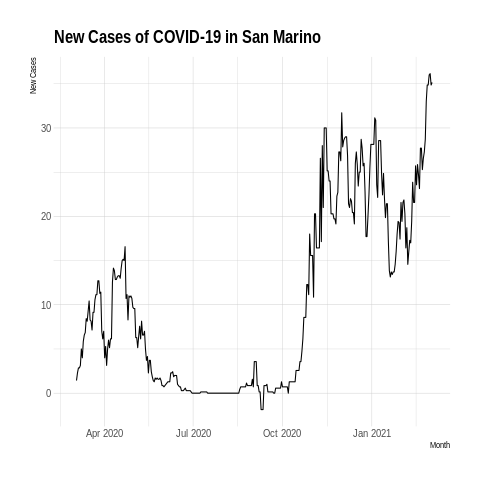 New Cases of COVID-19 in San Marino
New Cases
30
20
10
0
Apr 2020 Jul 2020 Oct 2020 Jan 2021
Month